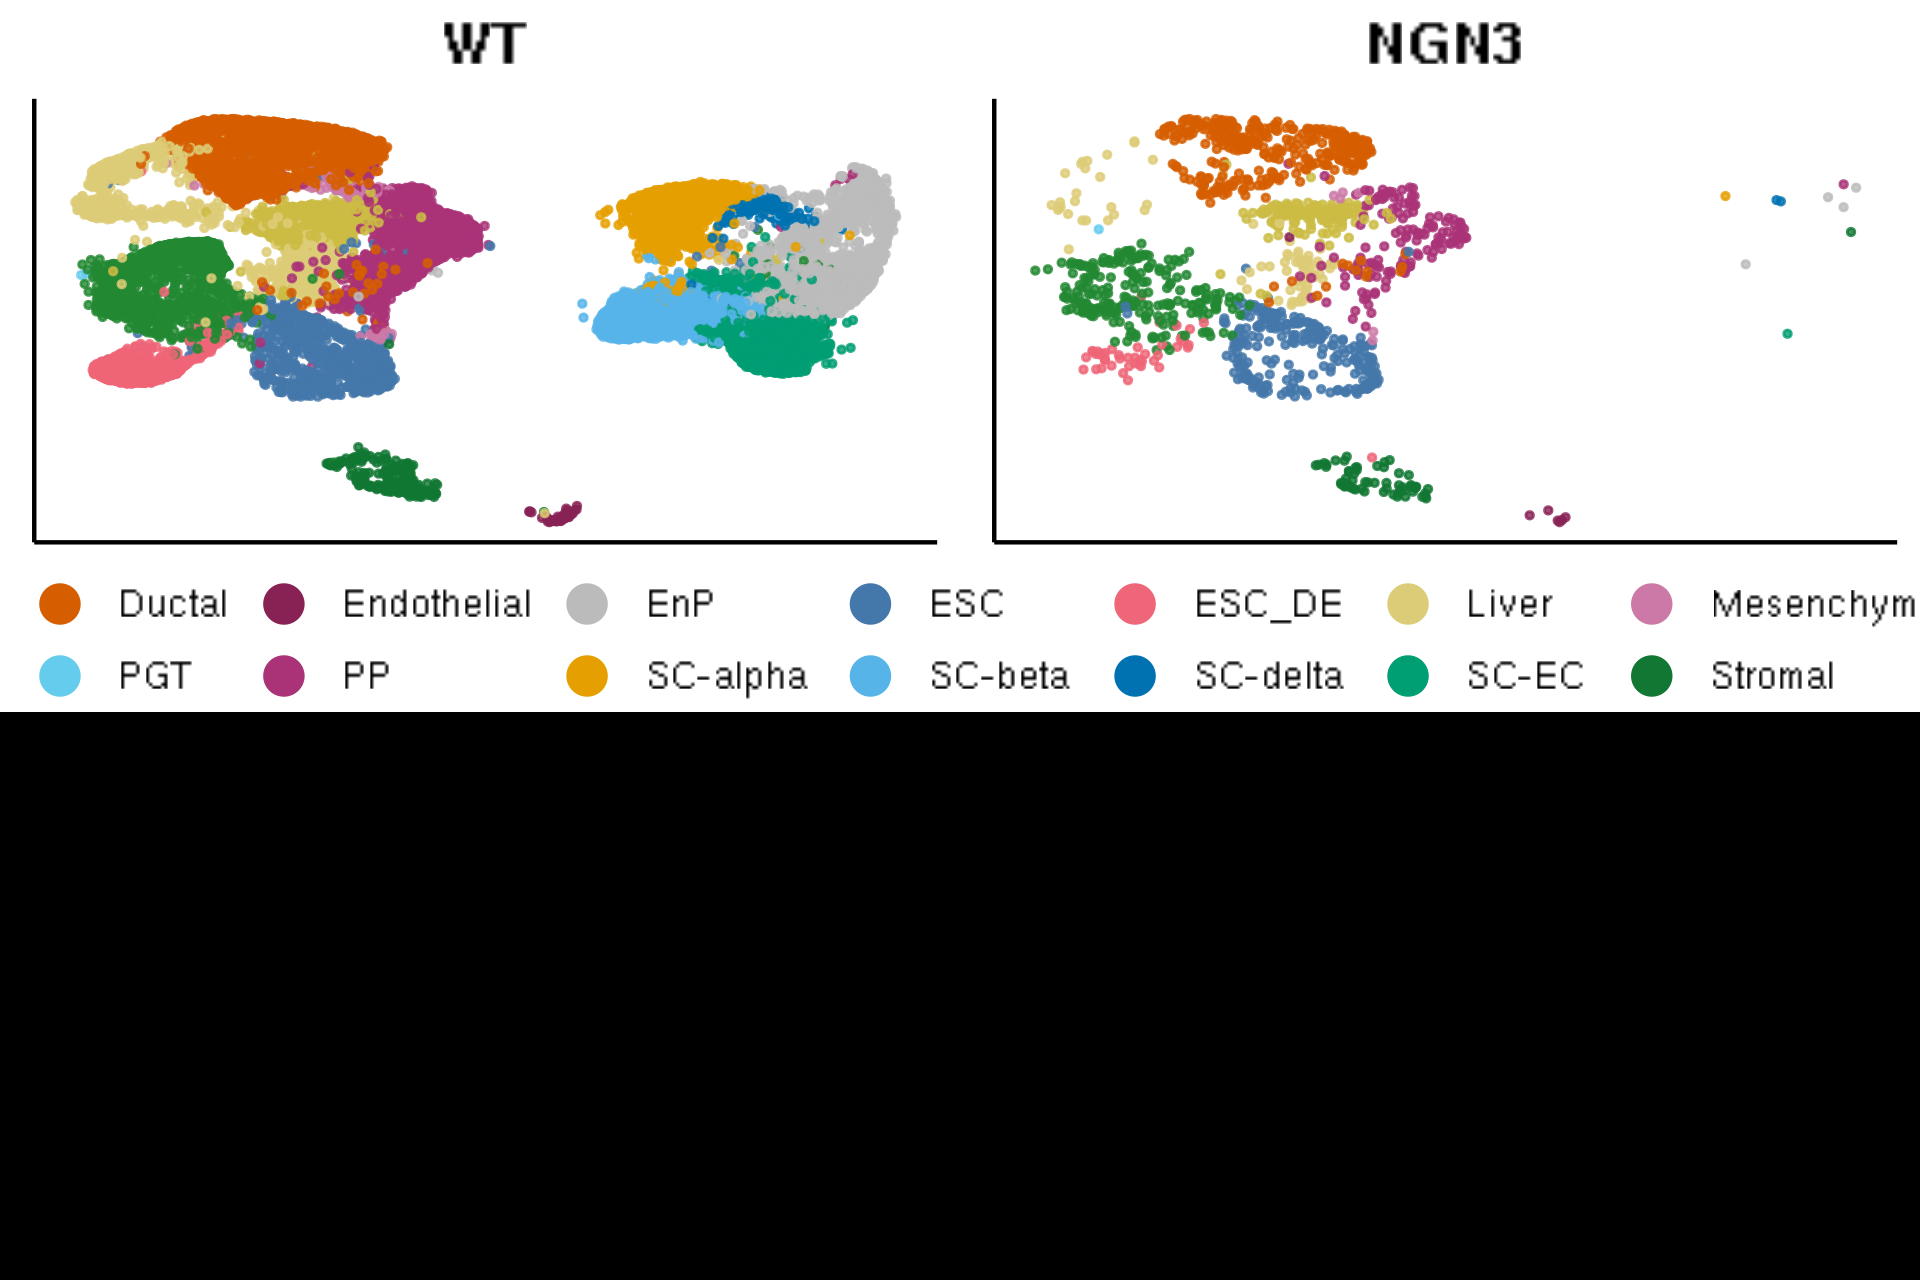 WT NGN3
Ductal Endothelial EnP ESC ESC_DE Liver Mesenchym
PGT PP SC-alpha SC-beta SC-delta SC-EC Stromal